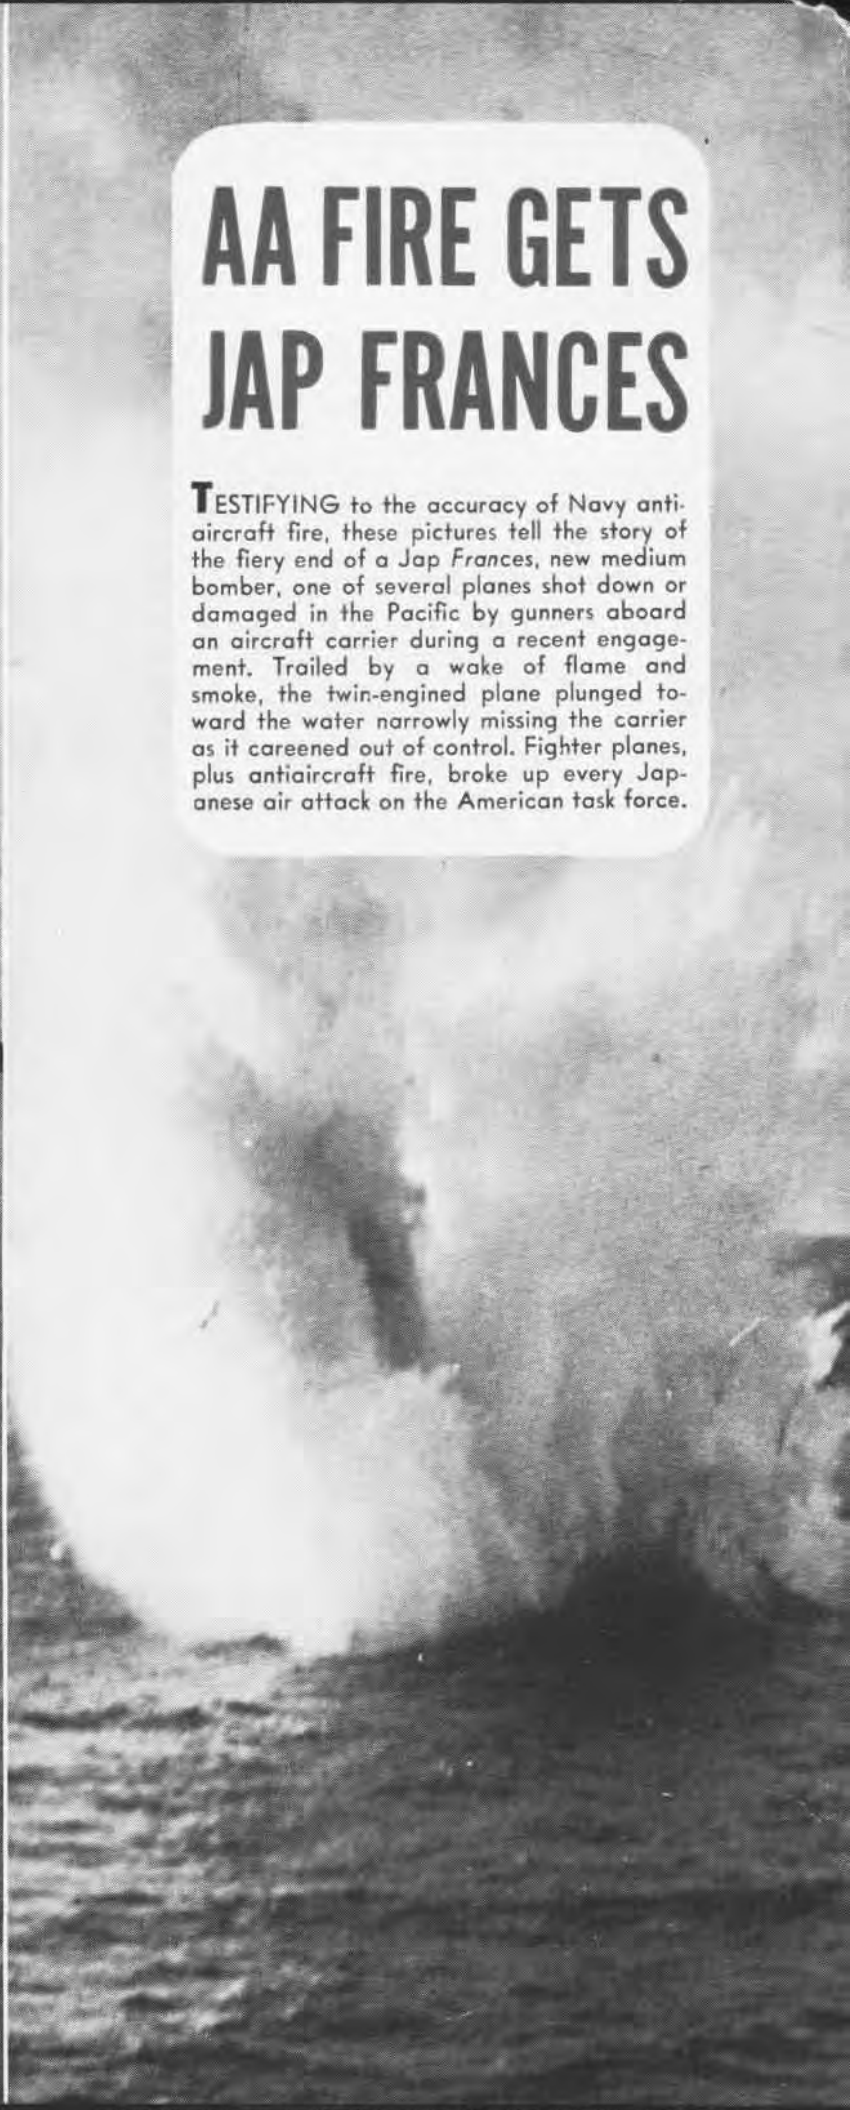 AA FIRE GETS
JAP FRANCES
TESTIFYING to the accuracy of Navy anti-
aircraft fire, these pictures tell the story of
the fiery end of a Jap Frances, new medium
bomber, one of several planes shot down or
damaged in the Pacific by gunners aboard
an aircraft carrier during a recent engage-
ment. Trailed by a wake of flame and
smoke, the twin-engined plane plunged to-
ward the water narrowly missing the carrier
as it careened out of control. Fighter planes,
plus antiaircraft fire, broke up every Jap-
anese air attack on the American task force.